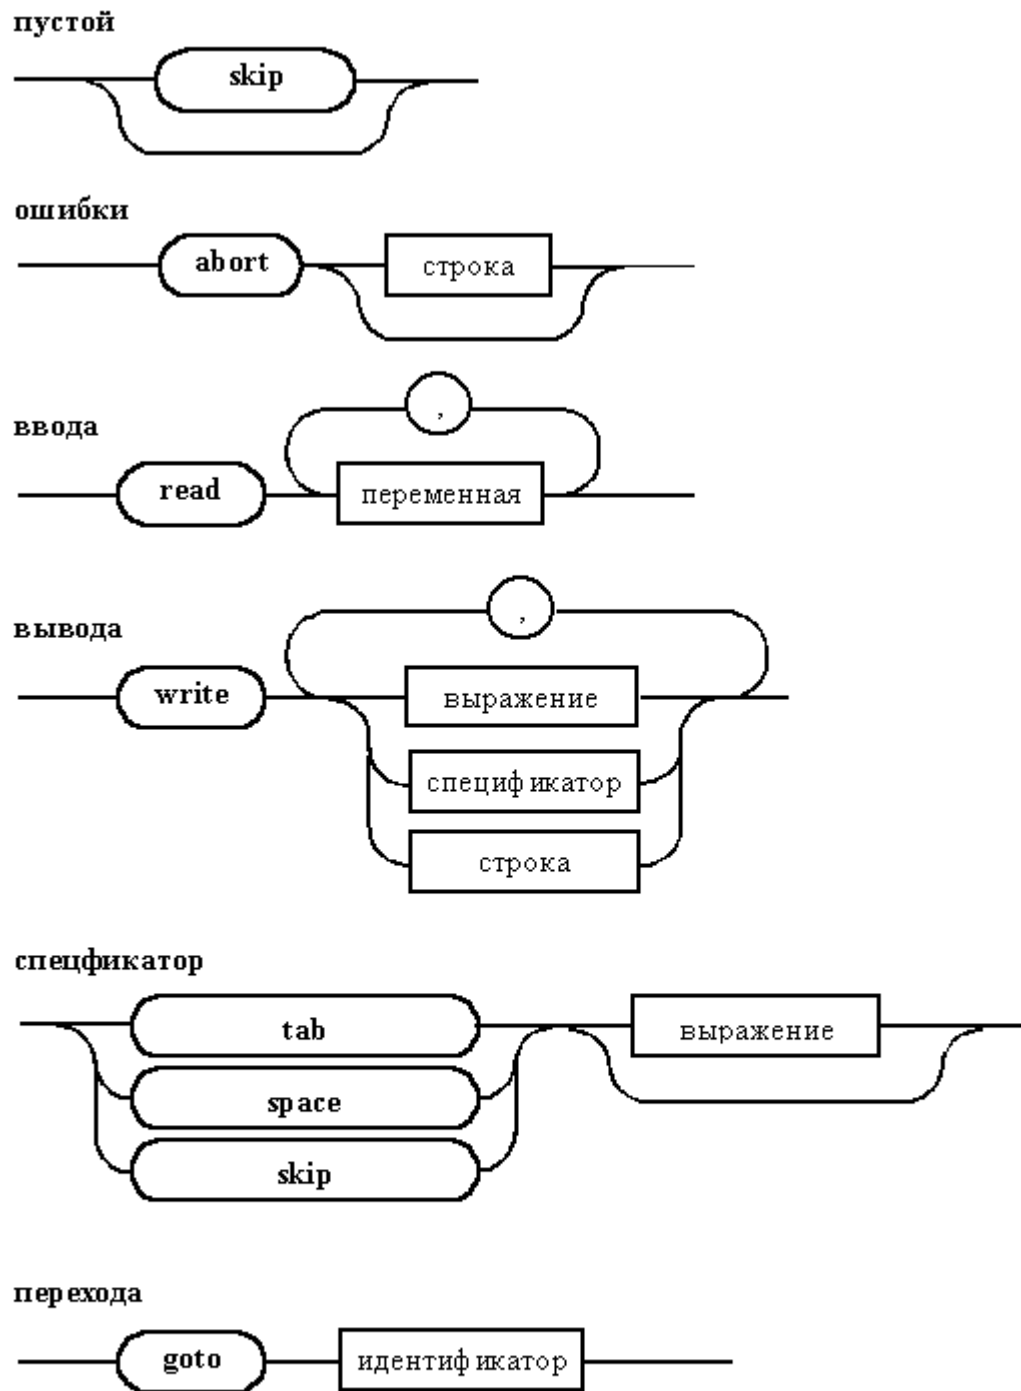 пустой
skip
ошибки
abort строка
,
ввода
read переменная
,
вывода
write выражение
спецификатор
строка
спецфикатор
tab выражение
space
skip
перехода
goto идентификатор